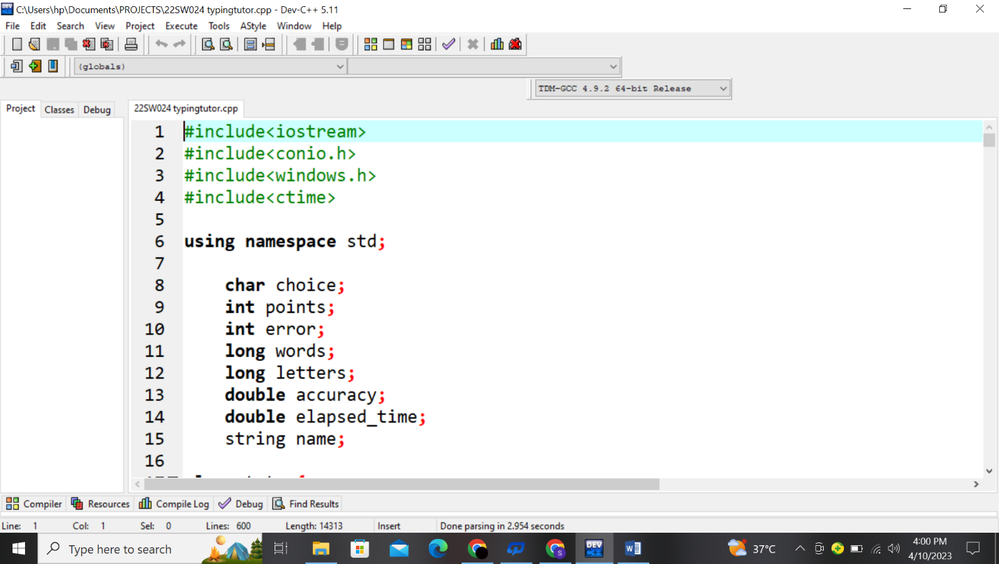 C:\Users\hp\Documents\PROJECTS\22SW024 typingtutor.cpp - Dev-C++ 5.11
File Edit Search View Project Execute Tools AStyle Window Help
(globals)
TDM-GCC 4.9.2 64-bit Release
Project Classes Debug
22SW024 typingtutor.cpp
1 #include<iostream>
2 #include<conio.h>
3 #include<windows.h>
4 #include<ctime>
5
6 using namespace std;
7
8 char choice;
9 int points;
10 int error;
11 long words;
12 long letters;
13 double accuracy;
14 double elapsed_time;
15 string name;
16
Compiler Resources Compile Log Debug Find Results
Line: 1 Col: 1 Sel: 0 Lines: 600 Length: 14313 Insert Done parsing in 2.954 seconds
Type here to search
DEV
37°C
4:00 PM
4/10/2023